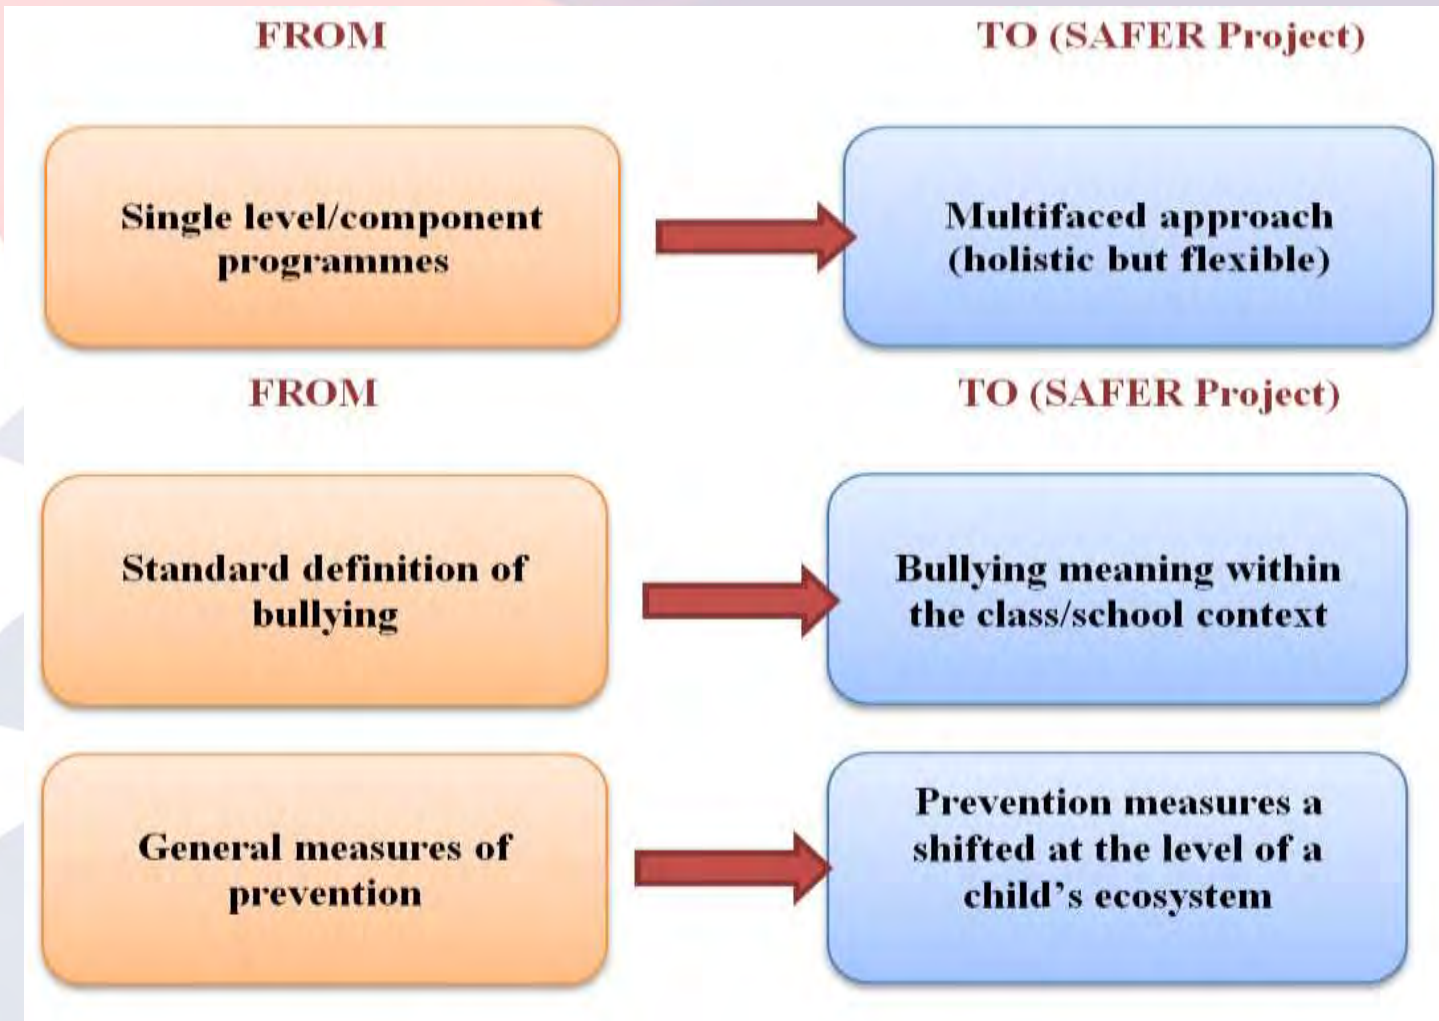 FROM
TO (SAFER Project)
Single level/component
programmes
Multifaced approach
(holistic but flexible)
FROM
TO (SAFER Project)
Standard definition of
bullying
Bullying meaning within
the class/school context
General measures of
prevention
Prevention measures a
shifted at the level of a
child's ecosystem